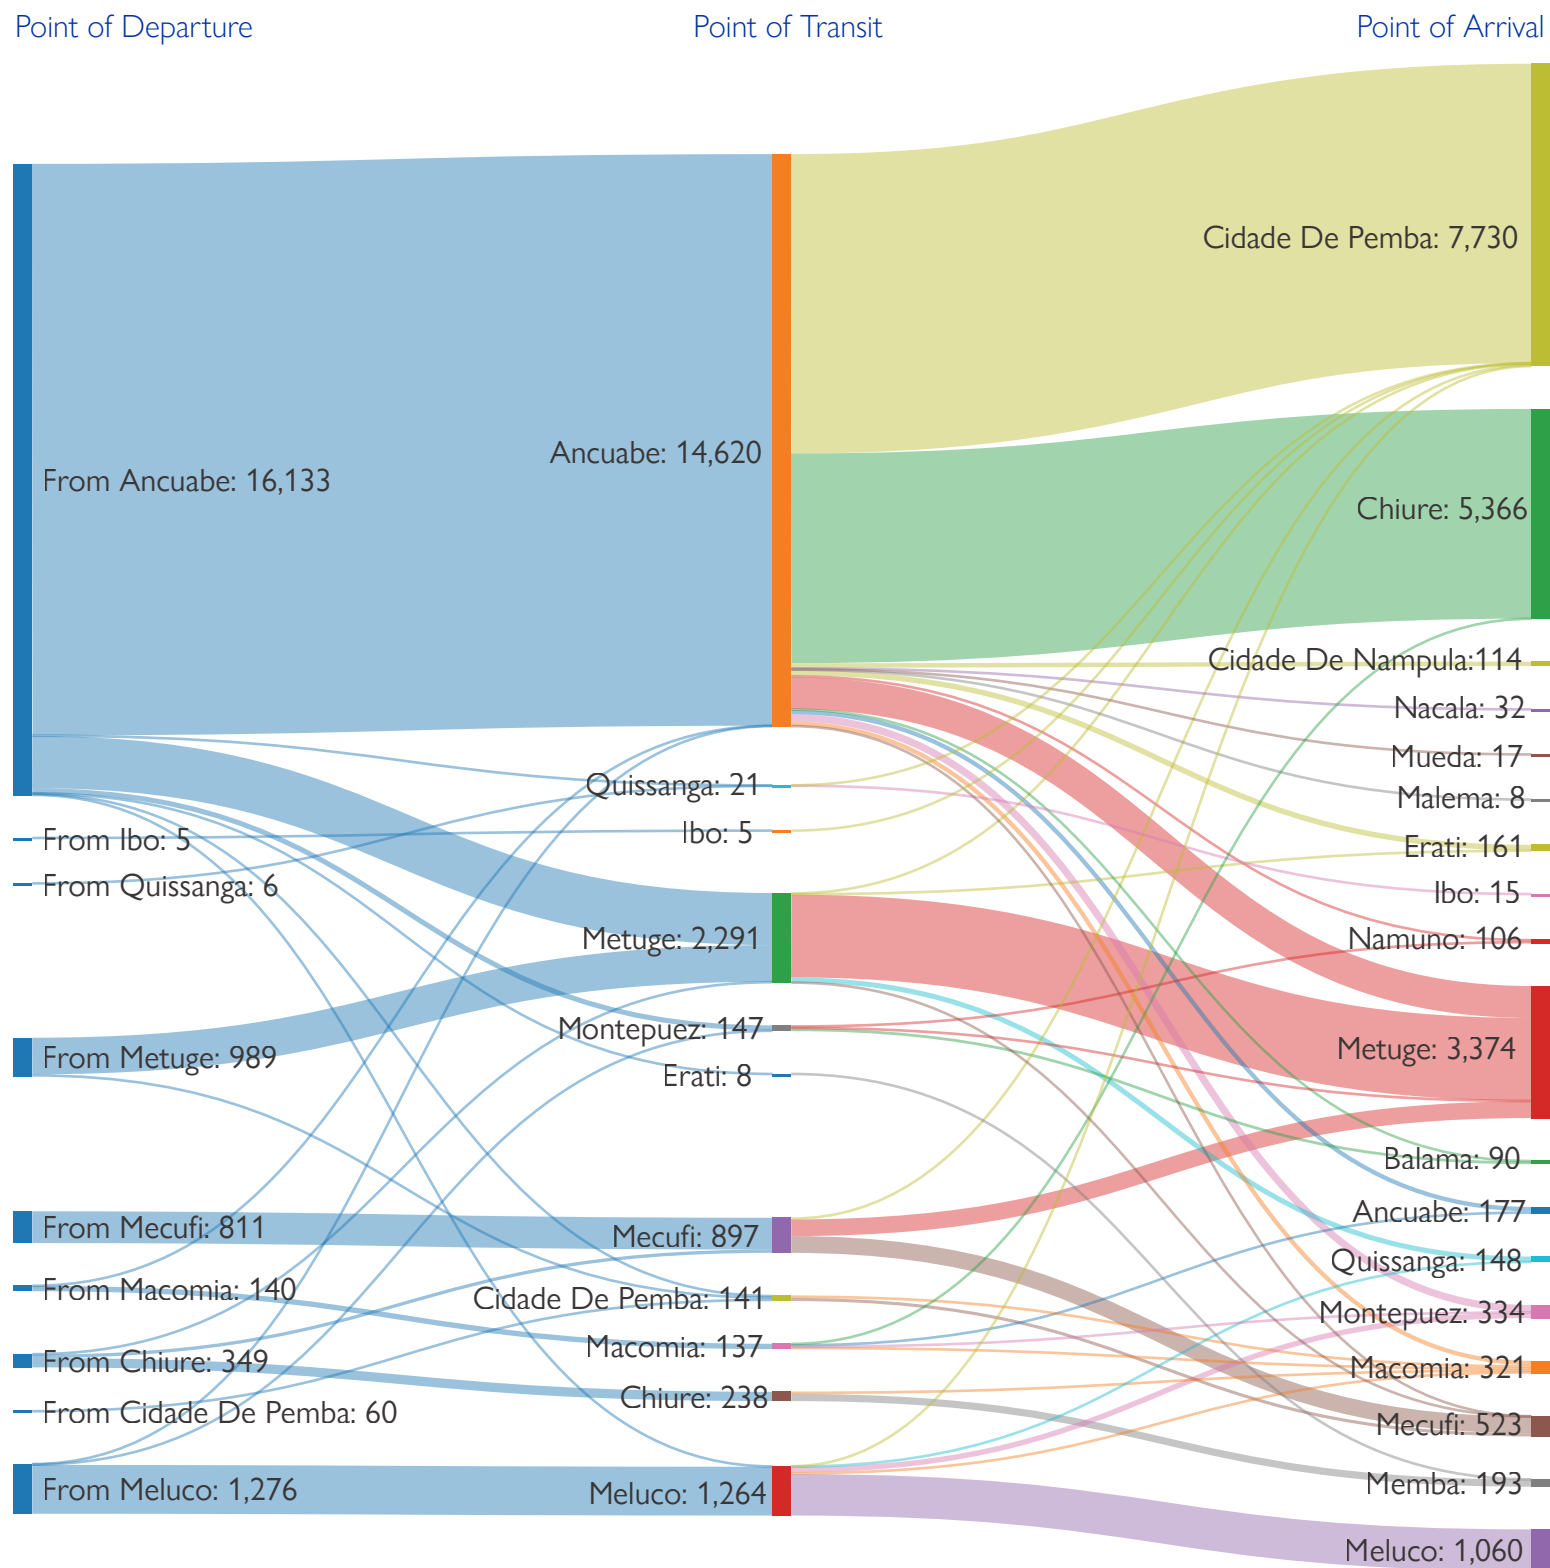 Point of Departure
Point of Transit
Point of Arrival
From Ancuabe: 16,133
From Ibo: 5
From Quissanga: 6
From Metuge: 989
From Mecufi: 811
From Macomia: 140
From Chiure: 349
From Cidade De Pemba: 60
From Meluco: 1,276
Ancuabe: 14,620
Quissanga: 21
Ibo: 5
Metuge: 2,291
Montepuez: 147
Erati: 8
Mecufi: 897
Cidade De Pemba: 141
Macomia: 137
Chiure: 238
Meluco: 1,264
Cidade De Pemba: 7,730
Chiure: 5,366
Cidade De Nampula:114
Nacala: 32
Mueda: 17
Malema: 8
Erati: 161
Ibo: 15
Namuno: 106
Metuge: 3,374
Balama: 90
Ancuabe: 177
Quissanga: 148
Montepuez: 334
Macomia: 321
Mecufi: 523
Memba: 193
Meluco: 1,060